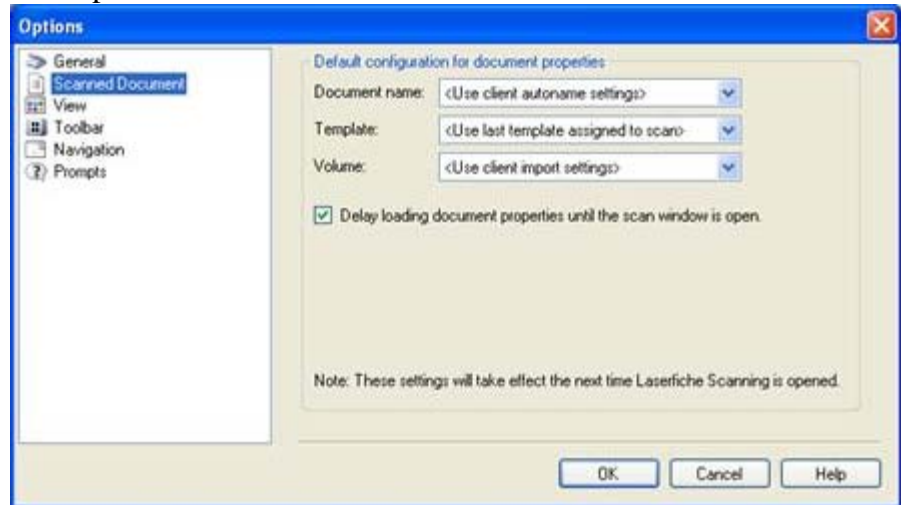 Options
General
Scanned Document
View
Toolbar
Navigation
Prompts
Default configuration for document properties
Document name: <Use client autoname settings>
Template: <Use last template assigned to scan>
Volume: <Use client import settings>
Delay loading document properties until the scan window is open.
Note: These settings will take effect the next time Laserfiche Scanning is opened.
OK Cancel Help